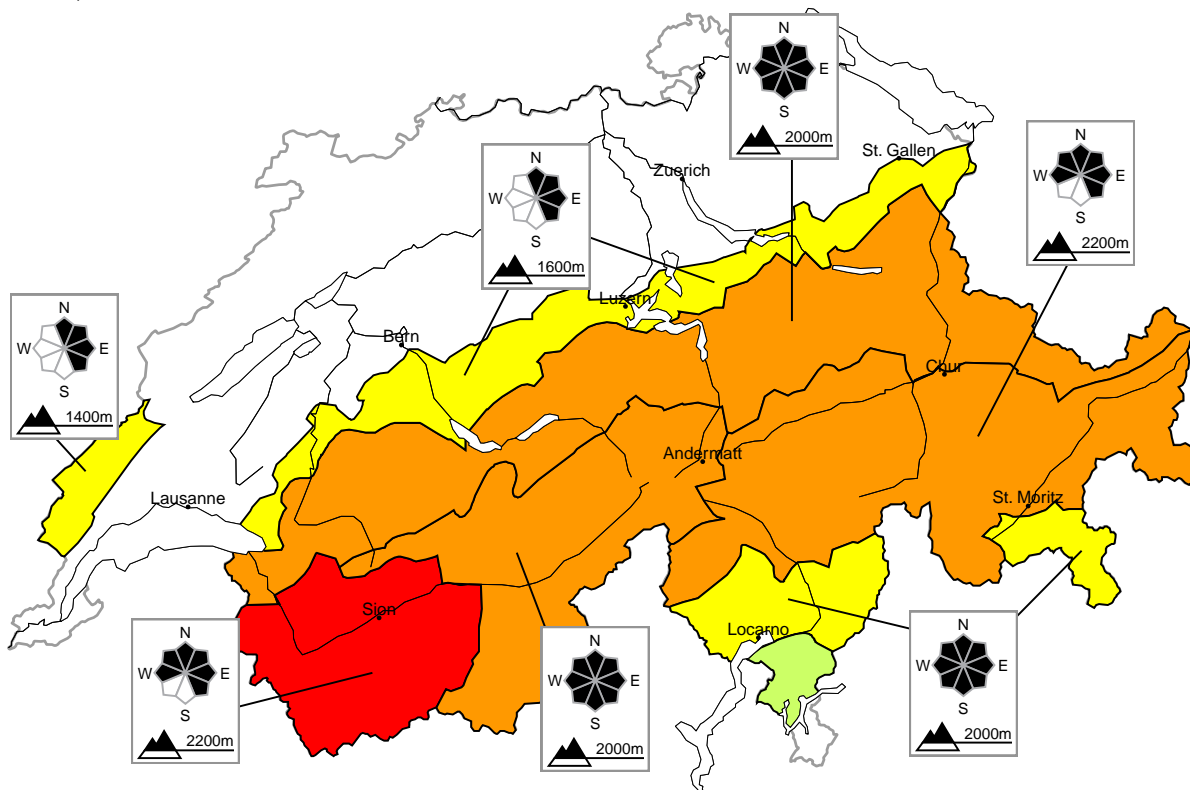 N
W E
S
2000m
St. Gallen
N
W E
S
2200m
Zuerich
N
W E
S
1600m
Luzern
Bern
N
W E
S
1400m
Chur
Andermatt
Lausanne
St. Moritz
Sion
Locarno
N
W E
S
2200m
N
W E
S
2000m
N
W E
S
2000m